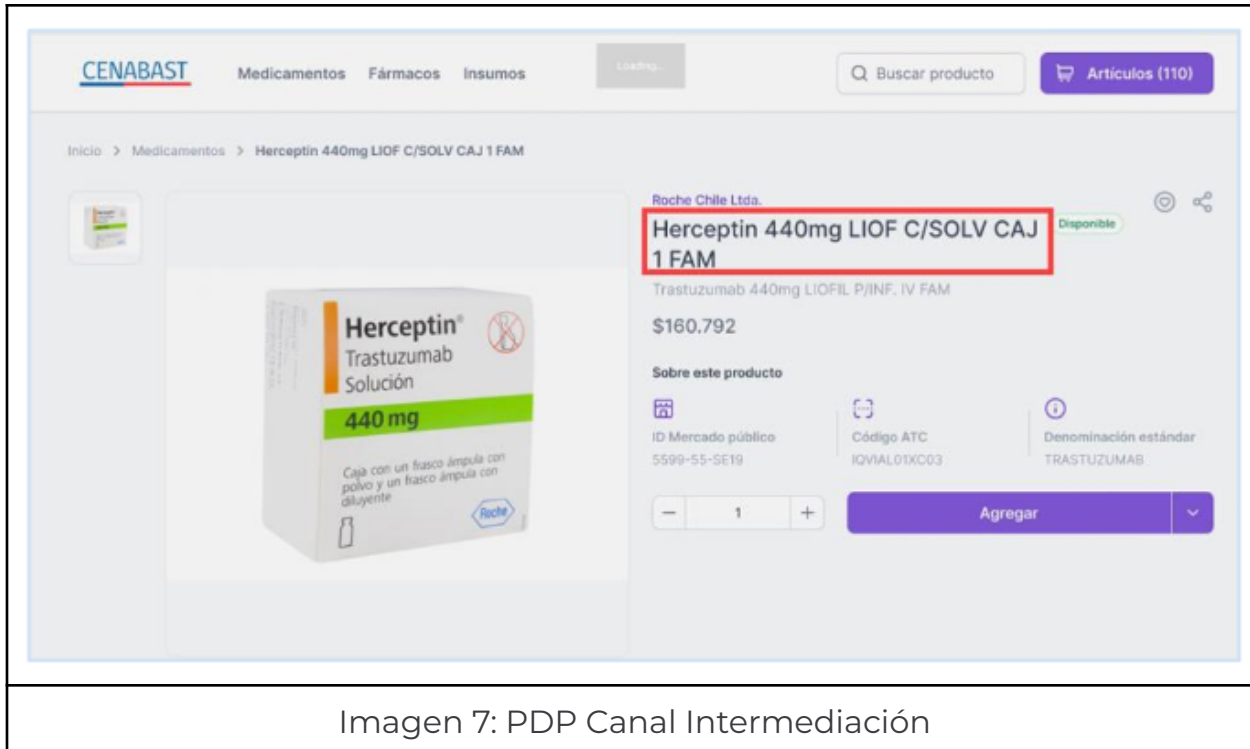 CENABAST
Medicamentos Fármacos Insumos
Loading...
Buscar producto
Artículos (110)
Inicio > Medicamentos > Herceptin 440mg LIOF C/SOLV CAJ 1 FAM
Roche Chile Ltda.
Herceptin 440mg LIOF C/SOLV CAJ
1 FAM
Disponible
Trastuzumab 440mg LIOFIL P/INF. IV FAM
$160.792
Sobre este producto
ID Mercado público
5599-55-SE19
Código ATC
IQVIAL01XC03
Denominación estándar
TRASTUZUMAB
− 1 +
Agregar
Herceptin®
Trastuzumab
Solución
440 mg
Caja con un frasco ámpula con
polvo y un frasco ámpula con
diluyente
Roche
Imagen 7: PDP Canal Intermediación